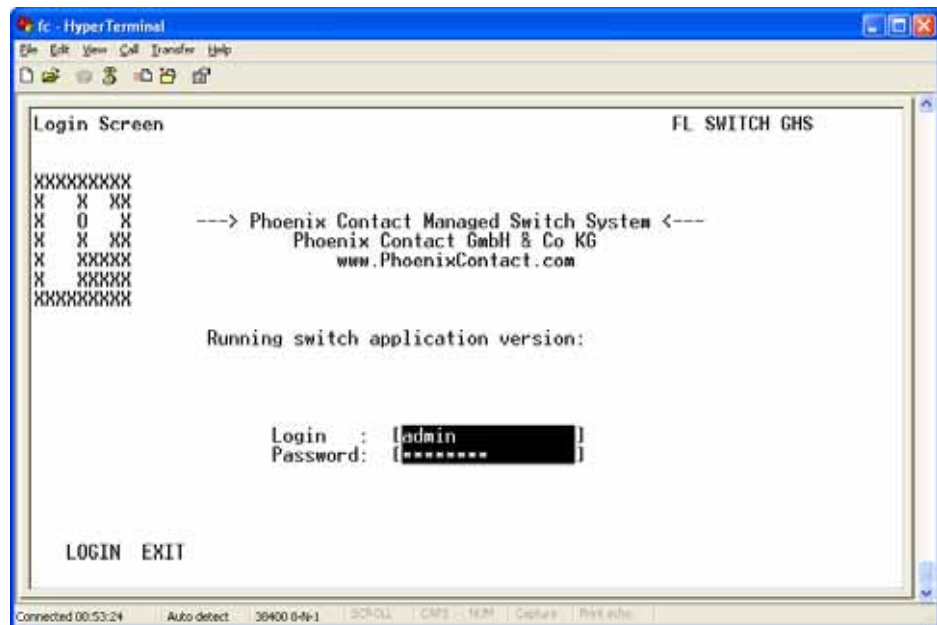 fc - HyperTerminal
File Edit View Call Transfer Help
Login Screen FL SWITCH GHS
XXXXXXXXX
X X XX
X O X ---> Phoenix Contact Managed Switch System <---
X X XX Phoenix Contact GmbH & Co KG
X XXXXX www.PhoenixContact.com
X XXXXX
XXXXXXXXX
Running switch application version:
Login : [admin ]
Password: [******** ]
LOGIN EXIT
Connected 00:53:24 Auto detect 38400 8-N-1 SCROLL CAPS NUM Capture Print echo